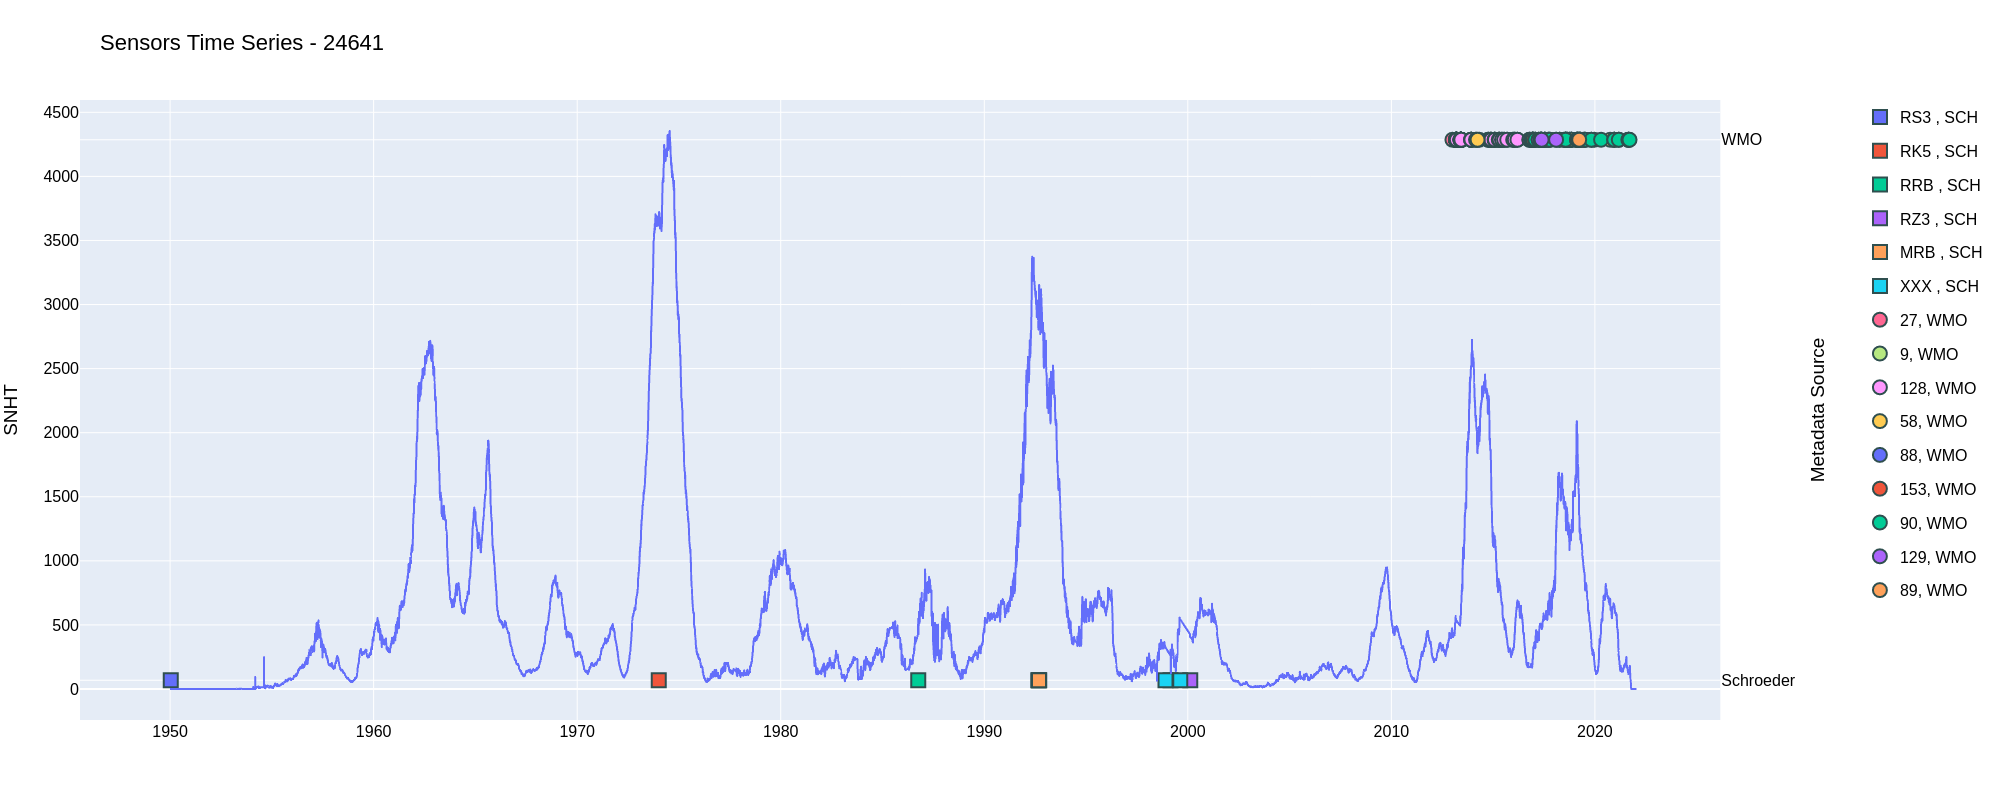 Sensors Time Series - 24641
4500
4000
3500
3000
2500
2000
1500
1000
500
0
SNHT
1950
1960
1970
1980
1990
2000
2010
2020
WMO
Schroeder
Metadata Source
RS3 , SCH
RK5 , SCH
RRB , SCH
RZ3 , SCH
MRB , SCH
XXX , SCH
27, WMO
9, WMO
128, WMO
58, WMO
88, WMO
153, WMO
90, WMO
129, WMO
89, WMO